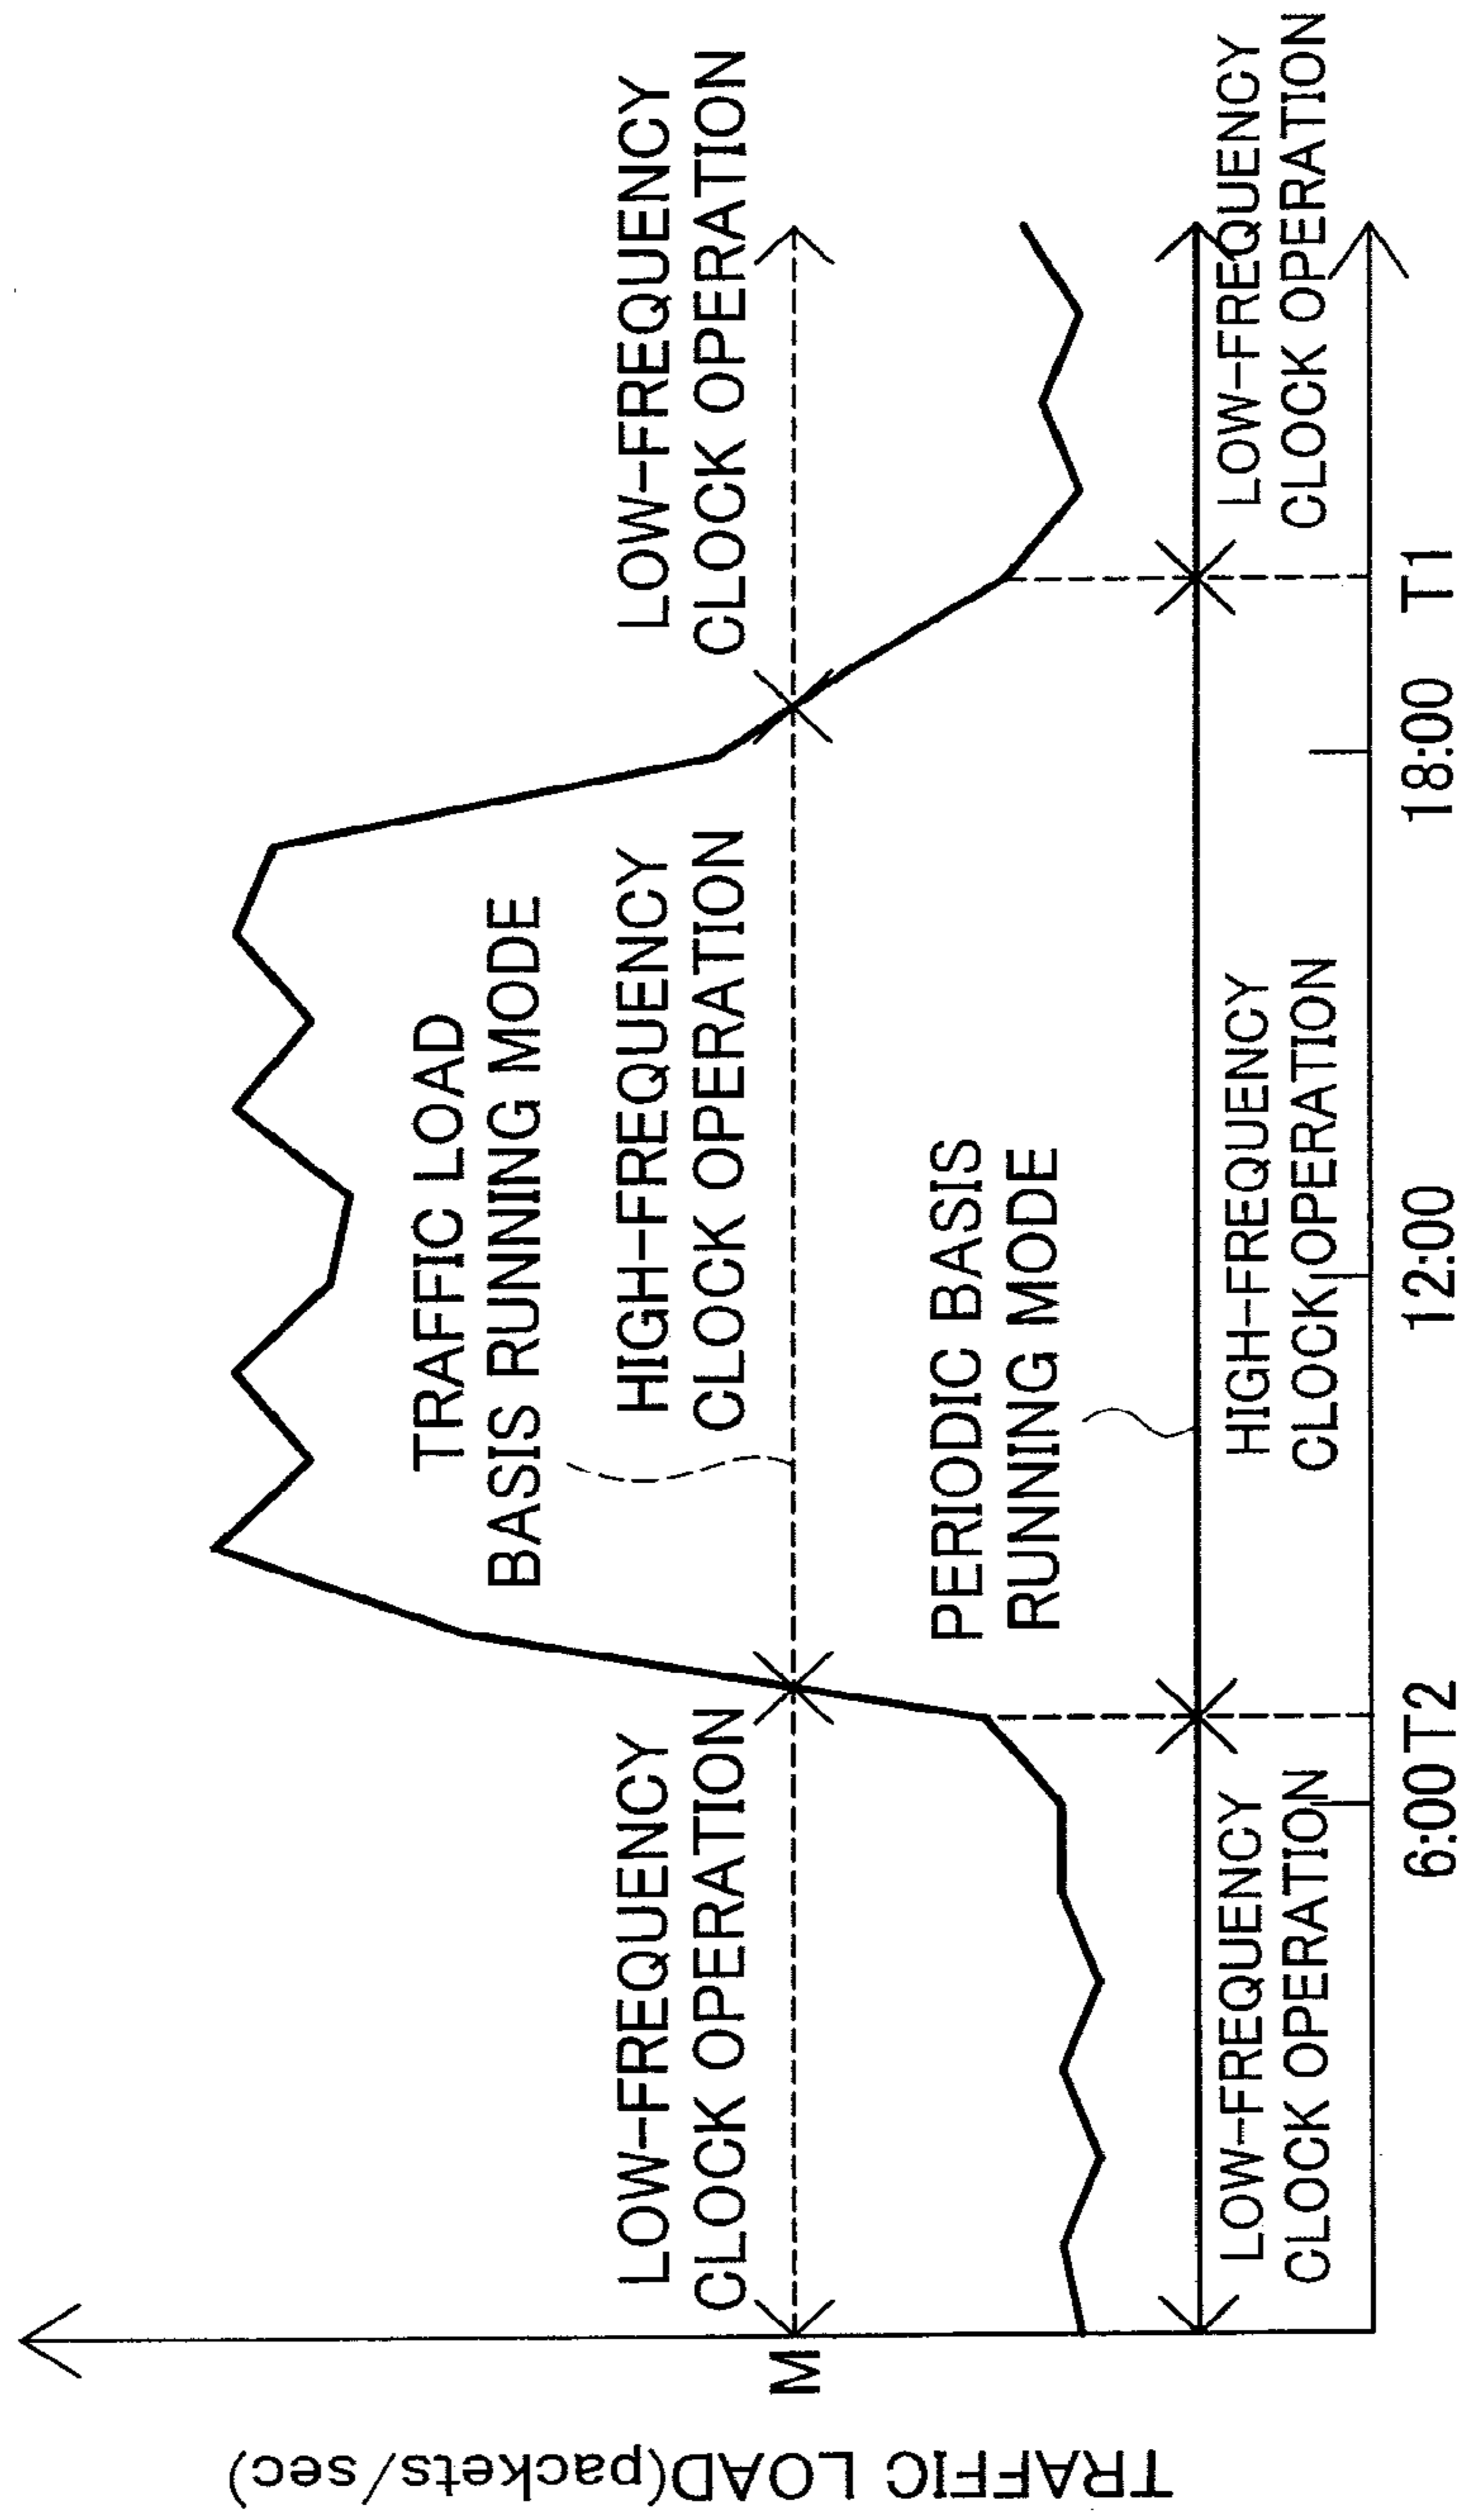 TRAFFIC LOAD(packets/sec)
M
TRAFFIC LOAD
BASIS RUNNING MODE
LOW-FREQUENCY
CLOCK OPERATION
HIGH-FREQUENCY
CLOCK OPERATION
LOW-FREQUENCY
CLOCK OPERATION
PERIODIC BASIS
RUNNING MODE
LOW-FREQUENCY
CLOCK OPERATION
HIGH-FREQUENCY
CLOCK OPERATION
LOW-FREQUENCY
CLOCK OPERATION
6:00 T2 12:00 18:00 T1